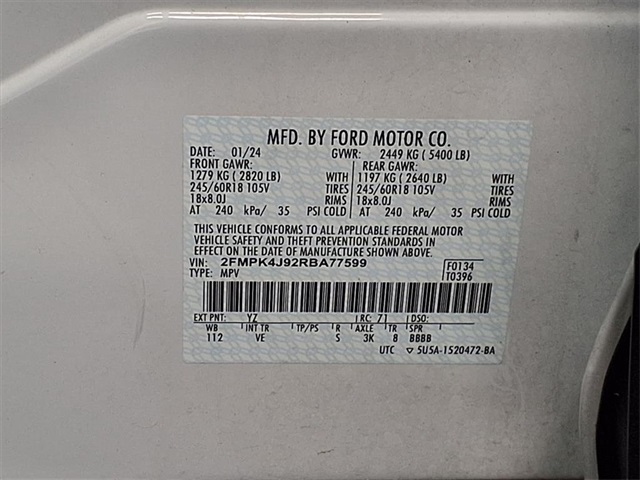 MFD. BY FORD MOTOR CO.
DATE: 01/24 GVWR: 2449 KG ( 5400 LB)
FRONT GAWR: REAR GAWR:
1279 KG ( 2820 LB) WITH 1197 KG ( 2640 LB) WITH
245/60R18 105V TIRES 245/60R18 105V TIRES
18x8.0J RIMS 18x8.0J RIMS
AT 240 kPa/ 35 PSI COLD AT 240 kPa/ 35 PSI COLD
THIS VEHICLE CONFORMS TO ALL APPLICABLE FEDERAL MOTOR
VEHICLE SAFETY AND THEFT PREVENTION STANDARDS IN
EFFECT ON THE DATE OF MANUFACTURE SHOWN ABOVE.
VIN: 2FMPK4J92RBA77599 F0134
TYPE: MPV T0396
EXT PNT: YZ RC: 71 DSO:
WB INT TR TP/PS R AXLE TR SPR
112 VE S 3K 8 BBBB
UTC ▽ 5U5A-1520472-BA